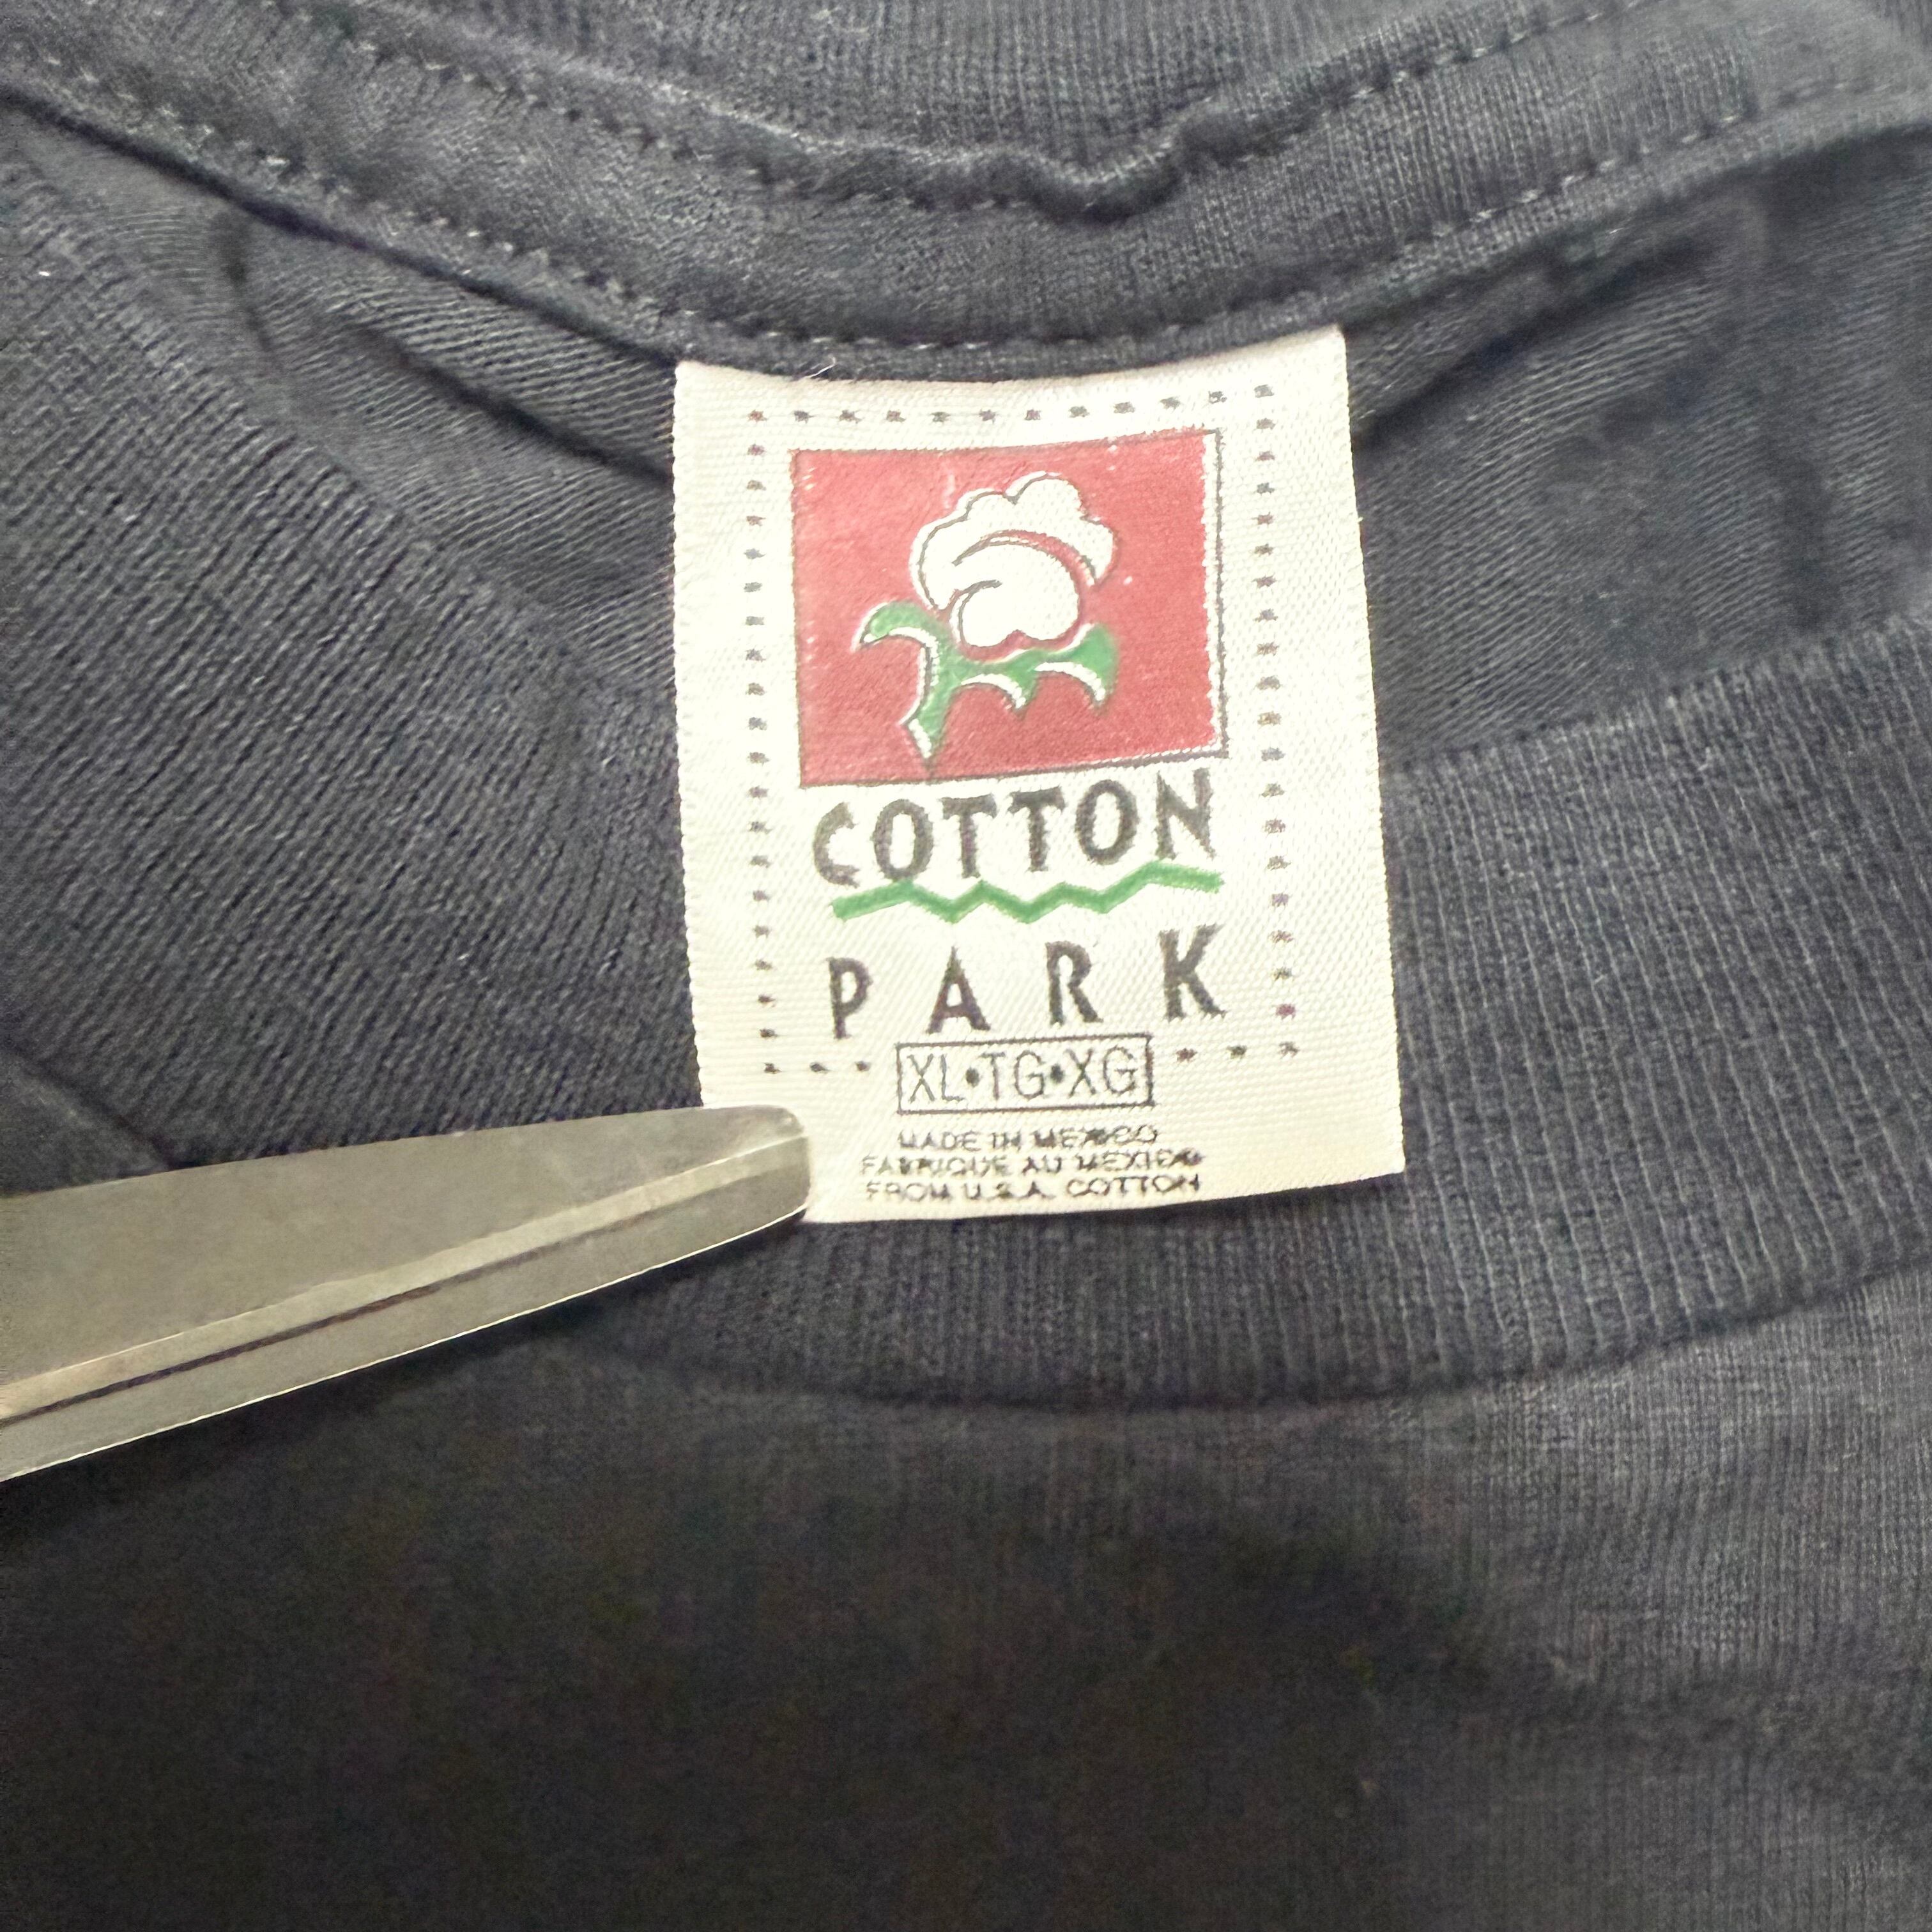 COTTON
PARK
XL•TG•XG
MADE IN MEXICO
FABRIQUE AU MEXIQUE
FROM U.S.A. COTTON